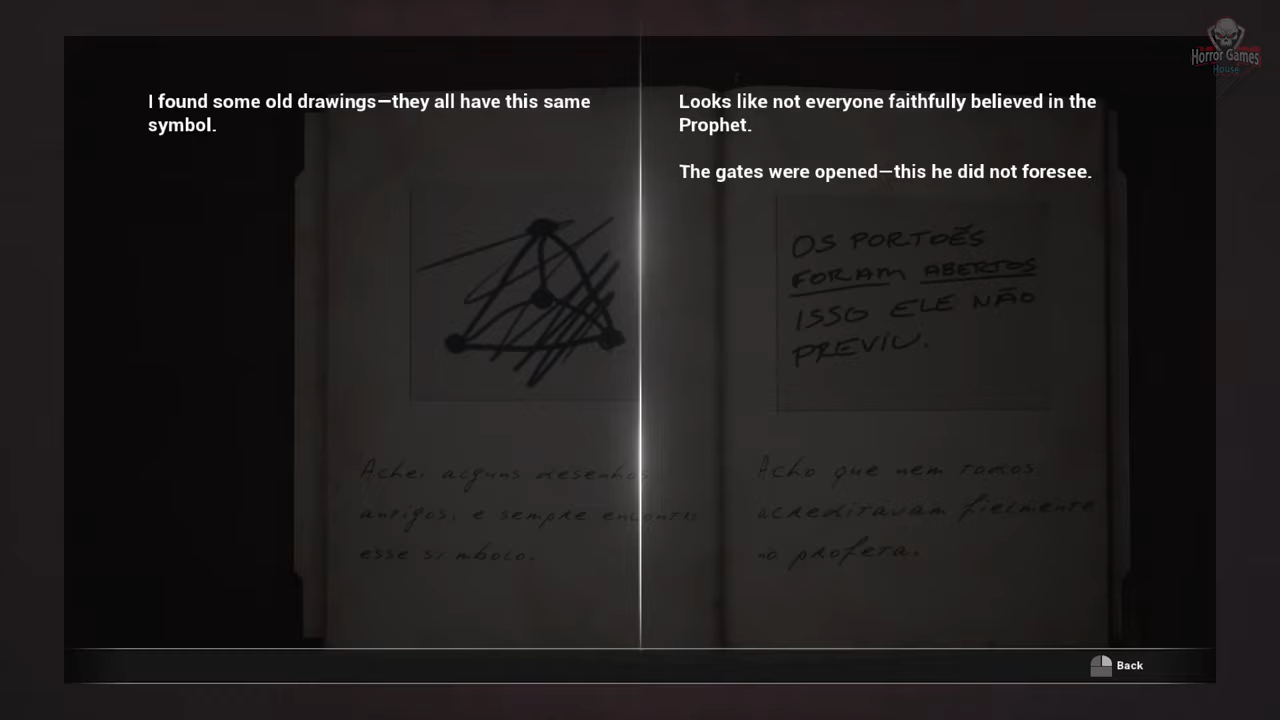 Horror Games
House
I found some old drawings—they all have this same
symbol.
Looks like not everyone faithfully believed in the
Prophet.
The gates were opened—this he did not foresee.
OS PORTOẼS
FORAM ABERTOS
ISSO ELE NÃO
PREVIU.
Achei alguns desenhos
antigos, e sempre encontro
esse simbolo.
Acho que nem todos
acreditavam fielmente
no profeta.
Back